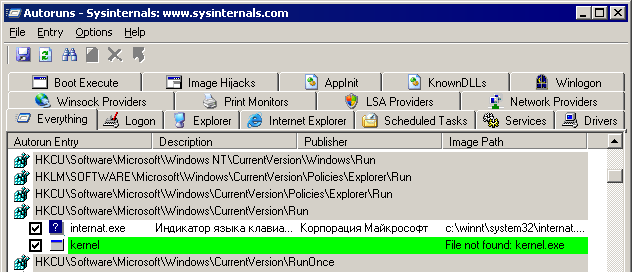 Autoruns - Sysinternals: www.sysinternals.com
File Entry Options Help
Boot Execute Image Hijacks AppInit KnownDLLs Winlogon
Winsock Providers Print Monitors LSA Providers Network Providers
Everything Logon Explorer Internet Explorer Scheduled Tasks Services Drivers
Autorun Entry Description Publisher Image Path
HKCU\Software\Microsoft\Windows NT\CurrentVersion\Windows\Run
HKLM\SOFTWARE\Microsoft\Windows\CurrentVersion\Policies\Explorer\Run
HKCU\Software\Microsoft\Windows\CurrentVersion\Policies\Explorer\Run
HKCU\Software\Microsoft\Windows\CurrentVersion\Run
internat.exe Индикатор языка клавиа... Корпорация Майкрософт c:\winnt\system32\internat....
kernel File not found: kernel.exe
HKCU\Software\Microsoft\Windows\CurrentVersion\RunOnce